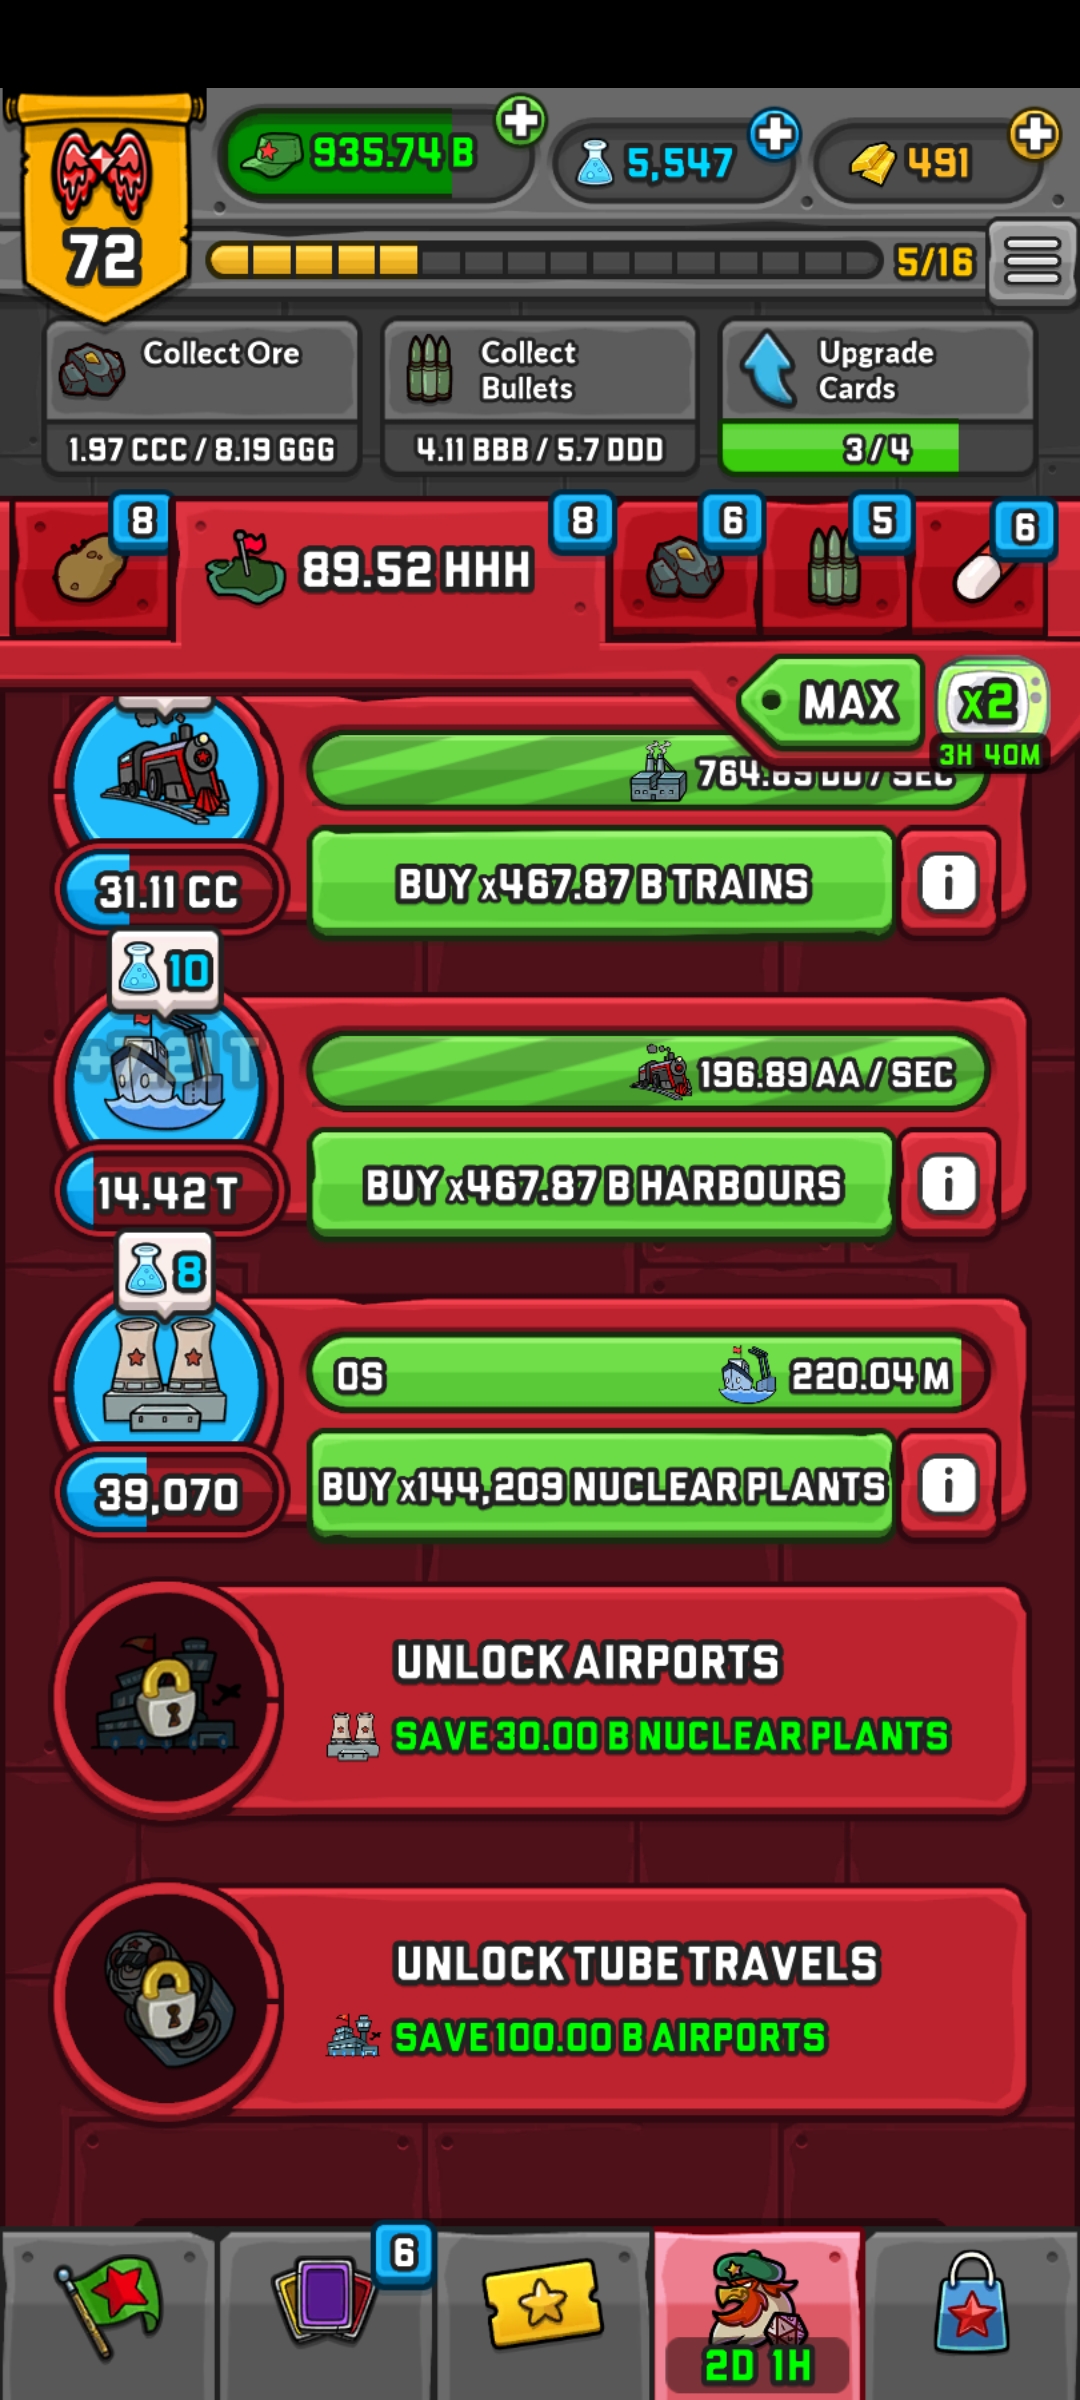 935.74 B
5,547
491
72
5/16
Collect Ore
1.97 CCC / 8.19 GGG
Collect
Bullets
4.11 BBB / 5.7 DDD
Upgrade
Cards
3/4
8
89.52 HHH
8
6
5
6
MAX
x2
3H 40M
764.65 DD / SEC
31.11 CC
BUY x467.87 B TRAINS
i
10
196.89 AA / SEC
14.42 T
BUY x467.87 B HARBOURS
i
8
0S
220.04 M
39,070
BUY x144,209 NUCLEAR PLANTS
i
UNLOCK AIRPORTS
SAVE 30.00 B NUCLEAR PLANTS
UNLOCK TUBE TRAVELS
SAVE 100.00 B AIRPORTS
6
2D 1H